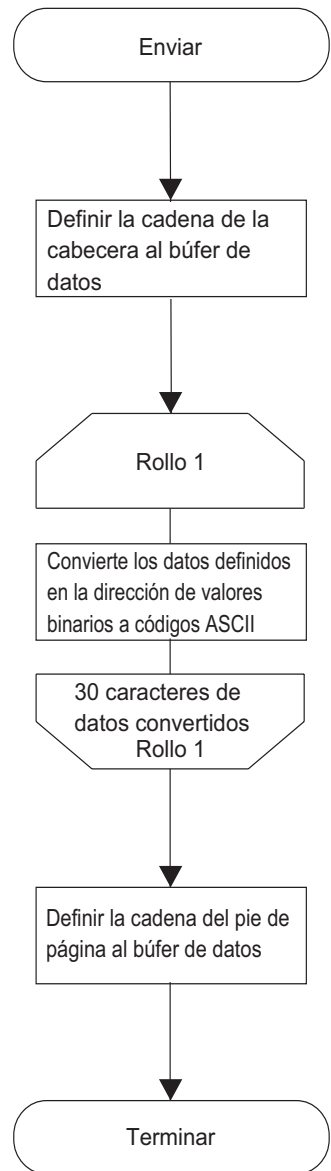 Enviar
Definir la cadena de la
cabecera al búfer de
datos
Rollo 1
Convierte los datos definidos
en la dirección de valores
binarios a códigos ASCII
30 caracteres de
datos convertidos
Rollo 1
Definir la cadena del pie de
página al búfer de datos
Terminar